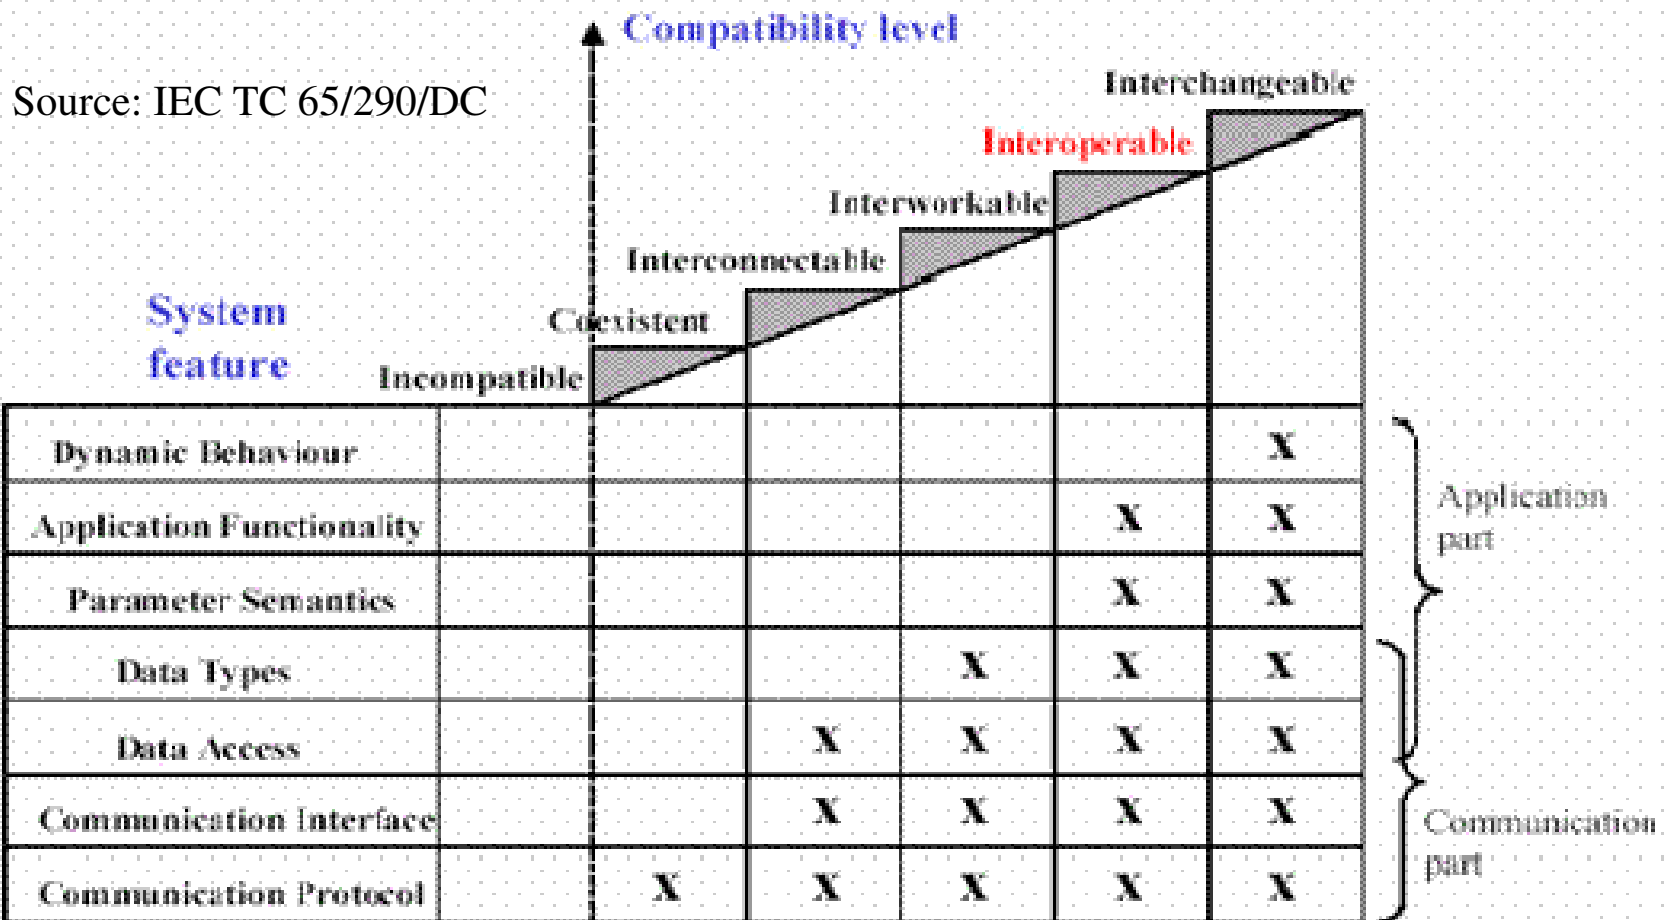 Compatibility level
Source: IEC TC 65/290/DC
Interchangeable
Interoperable
Interworkable
Interconnectable
Coexistent
Incompatible
System
feature
Dynamic Behaviour X
Application Functionality X X
Parameter Semantics X X
Data Types X X X
Data Access X X X X
Communication Interface X X X X
Communication Protocol X X X X X
Application
part
Communication
part